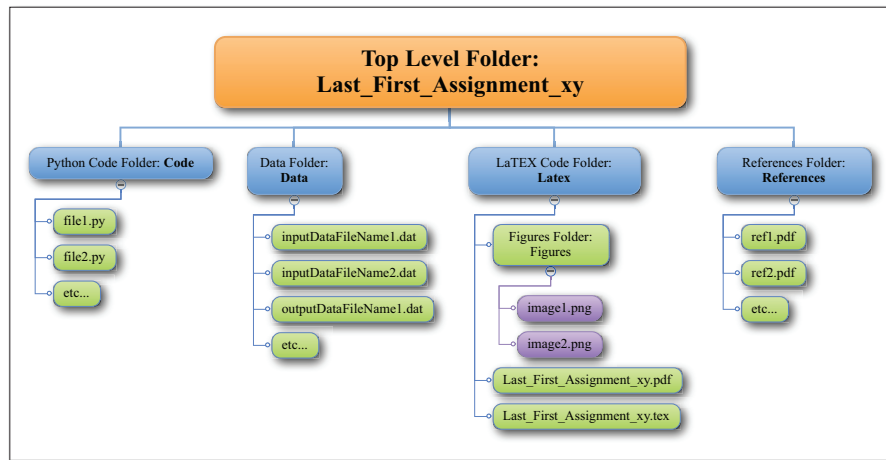 Top Level Folder:
Last_First_Assignment_xy
Python Code Folder: Code
file1.py
file2.py
etc...
Data Folder:
Data
inputDataFileName1.dat
inputDataFileName2.dat
outputDataFileName1.dat
etc...
LaTEX Code Folder:
Latex
Figures Folder:
Figures
image1.png
image2.png
Last_First_Assignment_xy.pdf
Last_First_Assignment_xy.tex
References Folder:
References
ref1.pdf
ref2.pdf
etc...